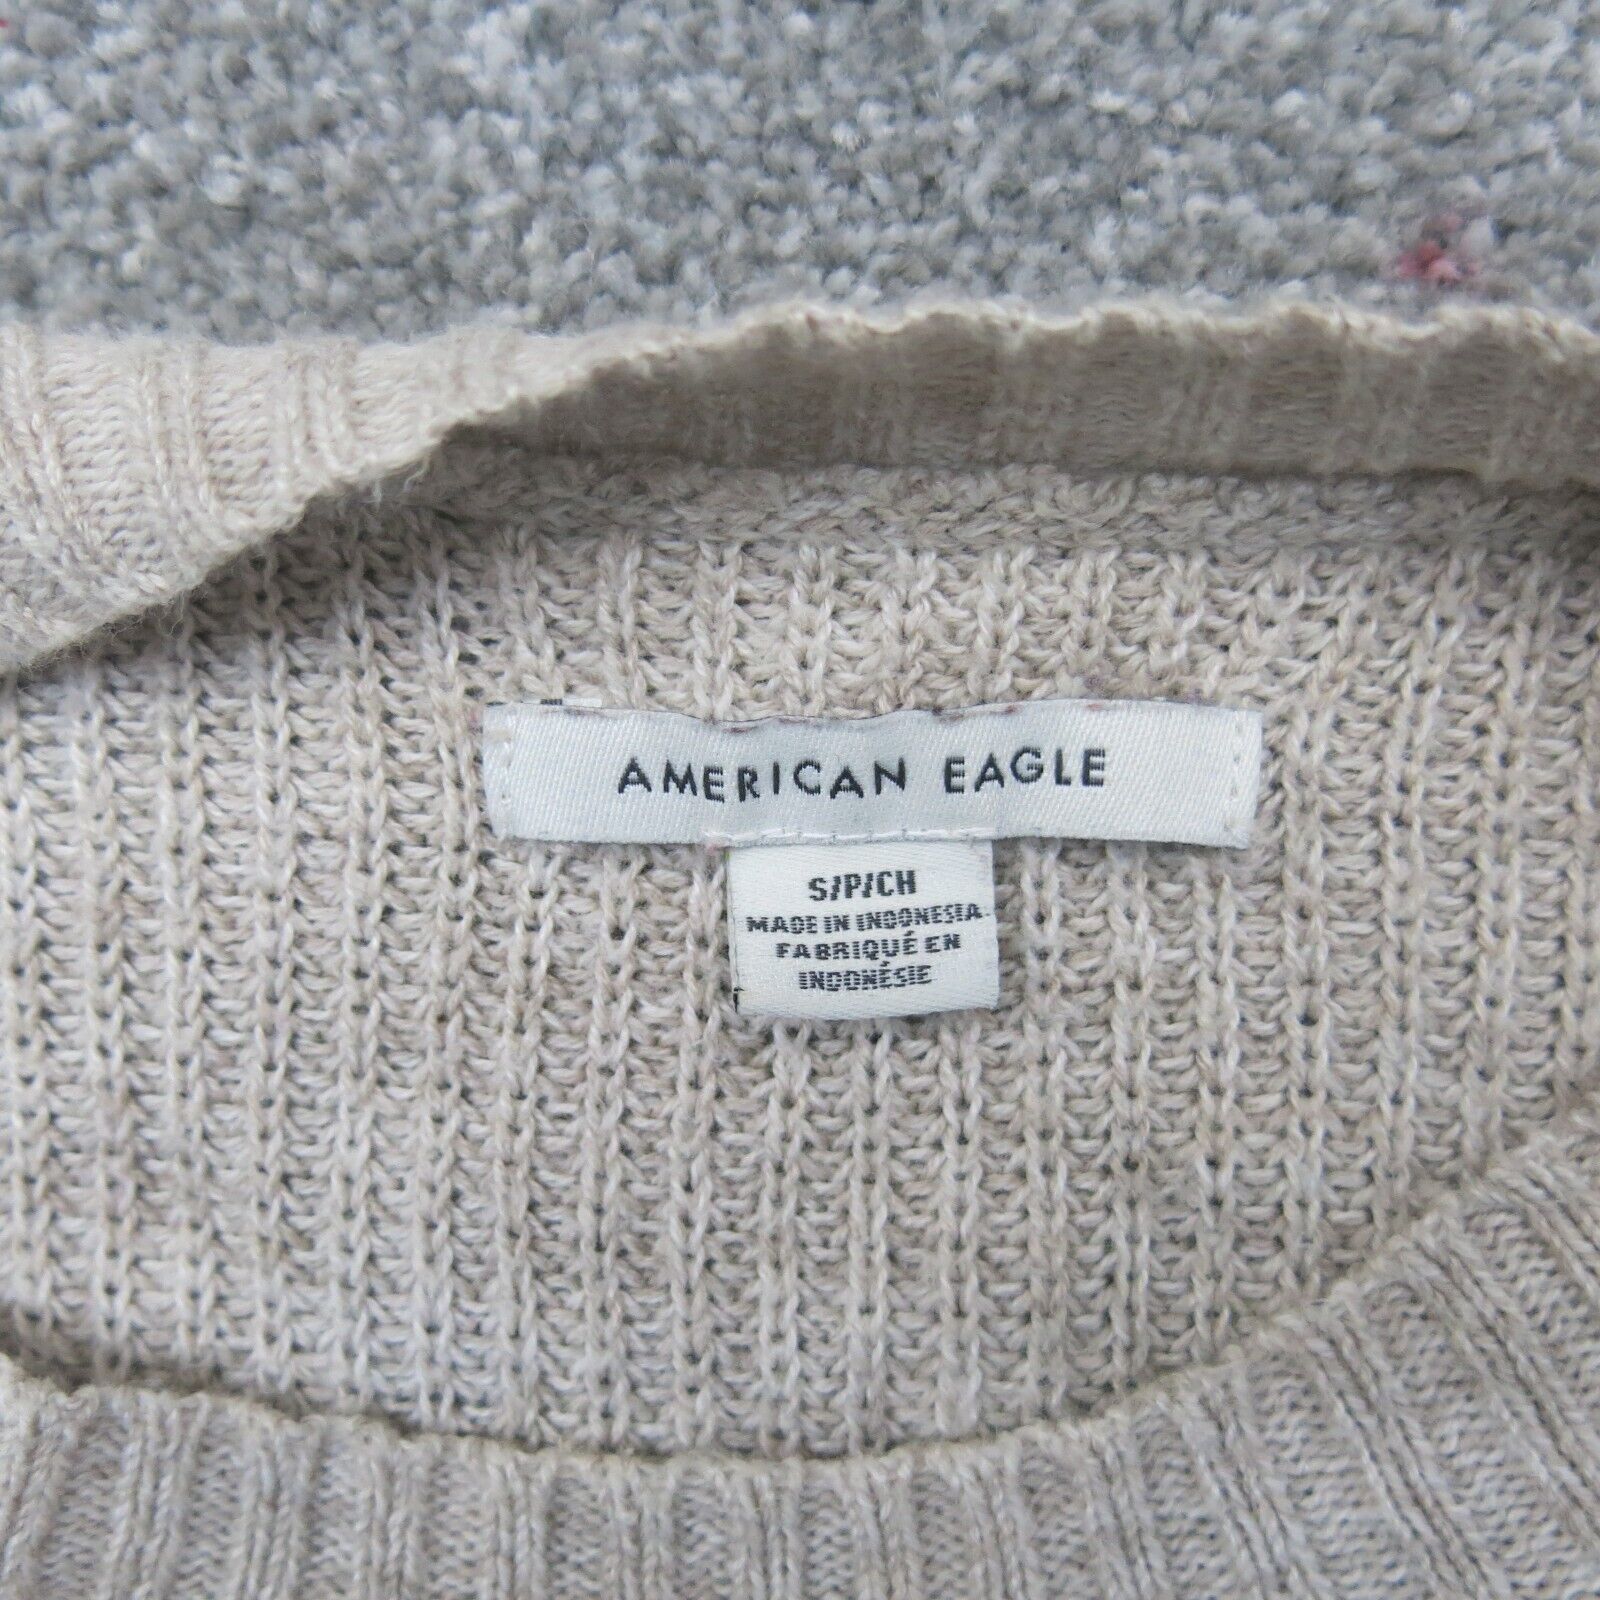 AMERICAN EAGLE
S/P/CH
MADE IN INDONESIA
FABRIQUÉ EN
INDONÉSIE